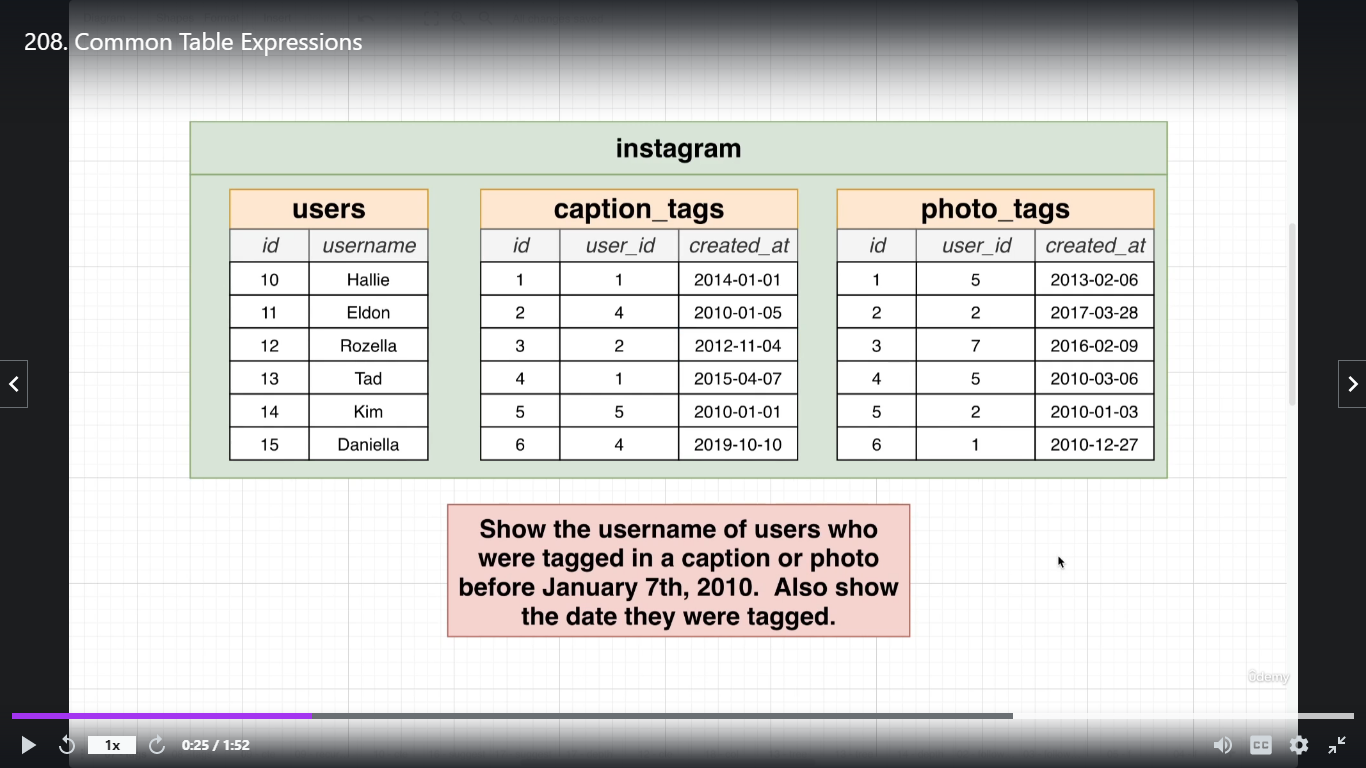 208. Common Table Expressions
instagram
users
id username
10 Hallie
11 Eldon
12 Rozella
13 Tad
14 Kim
15 Daniella
caption_tags
id user_id created_at
1 1 2014-01-01
2 4 2010-01-05
3 2 2012-11-04
4 1 2015-04-07
5 5 2010-01-01
6 4 2019-10-10
photo_tags
id user_id created_at
1 5 2013-02-06
2 2 2017-03-28
3 7 2016-02-09
4 5 2010-03-06
5 2 2010-01-03
6 1 2010-12-27
Show the username of users who
were tagged in a caption or photo
before January 7th, 2010. Also show
the date they were tagged.
ûdemy
1x 0:25 / 1:52 CC